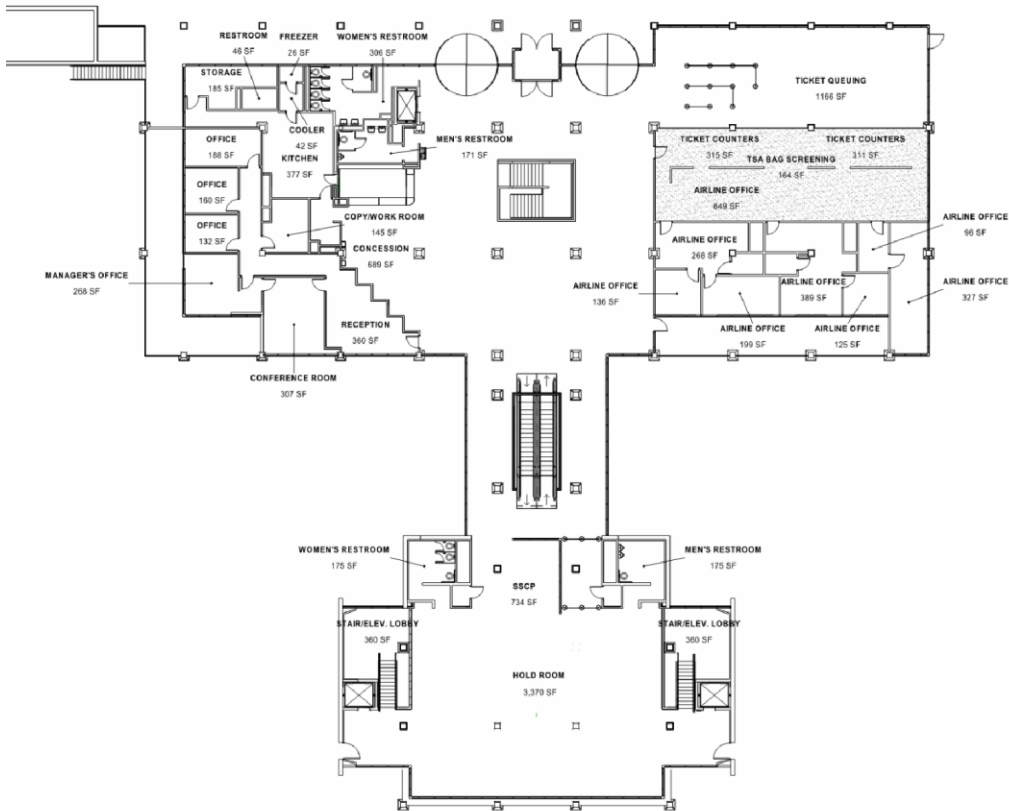 RESTROOM
46 SF
FREEZER
26 SF
WOMEN'S RESTROOM
306 SF
STORAGE
185 SF
COOLER
42 SF
KITCHEN
377 SF
MEN'S RESTROOM
171 SF
OFFICE
188 SF
OFFICE
160 SF
OFFICE
132 SF
COPY/WORK ROOM
145 SF
CONCESSION
689 SF
MANAGER'S OFFICE
268 SF
RECEPTION
360 SF
CONFERENCE ROOM
307 SF
TICKET QUEUING
1166 SF
TICKET COUNTERS
315 SF
TICKET COUNTERS
311 SF
TSA BAG SCREENING
164 SF
AIRLINE OFFICE
649 SF
AIRLINE OFFICE
96 SF
AIRLINE OFFICE
268 SF
AIRLINE OFFICE
136 SF
AIRLINE OFFICE
389 SF
AIRLINE OFFICE
327 SF
AIRLINE OFFICE
199 SF
AIRLINE OFFICE
125 SF
WOMEN'S RESTROOM
175 SF
MEN'S RESTROOM
175 SF
SSCP
734 SF
STAIR/ELEV. LOBBY
360 SF
STAIR/ELEV. LOBBY
360 SF
HOLD ROOM
3,370 SF